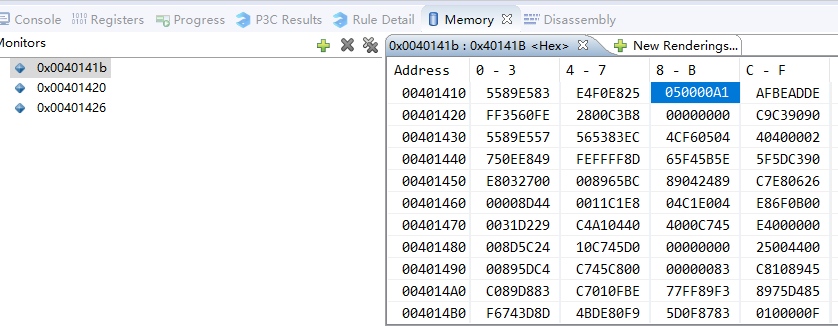 Console Registers Progress P3C Results Rule Detail Memory Disassembly
Monitors
0x0040141b
0x00401420
0x00401426
0x0040141b : 0x40141B <Hex> New Renderings...
Address 0 - 3 4 - 7 8 - B C - F
00401410 5589E583 E4F0E825 050000A1 AFBEADDE
00401420 FF3560FE 2800C3B8 00000000 C9C39090
00401430 5589E557 565383EC 4CF60504 40400002
00401440 750EE849 FEFFFF8D 65F45B5E 5F5DC390
00401450 E8032700 008965BC 89042489 C7E80626
00401460 00008D44 0011C1E8 04C1E004 E86F0B00
00401470 0031D229 C4A10440 4000C745 E4000000
00401480 008D5C24 10C745D0 00000000 25004400
00401490 00895DC4 C745C800 00000083 C8108945
004014A0 C089D883 C7010FBE 77FF89F3 8975D485
004014B0 F6743D8D 4BDE80F9 5D0F8783 0100000F